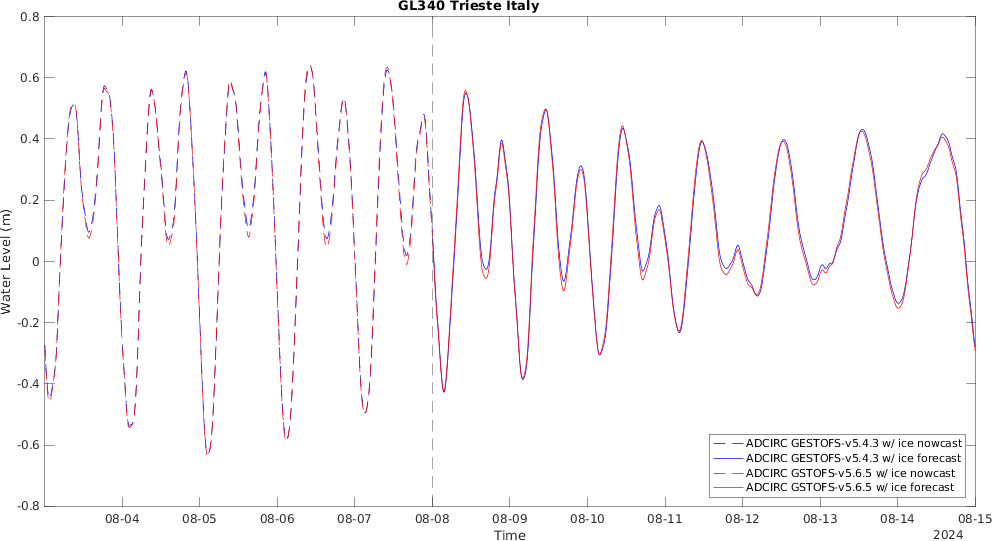 GL340 Trieste Italy
0.8
0.6
0.4
0.2
0
-0.2
-0.4
-0.6
-0.8
Water Level (m)
08-04 08-05 08-06 08-07 08-08 08-09 08-10 08-11 08-12 08-13 08-14 08-15
Time
2024
ADCIRC GESTOFS-v5.4.3 w/ ice nowcast
ADCIRC GESTOFS-v5.4.3 w/ ice forecast
ADCIRC GSTOFS-v5.6.5 w/ ice nowcast
ADCIRC GSTOFS-v5.6.5 w/ ice forecast